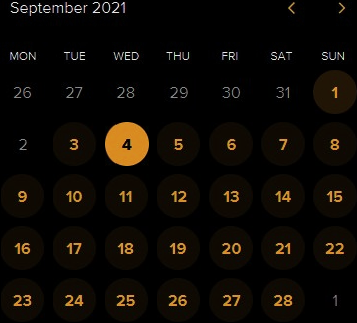 September 2021 < >
MON TUE WED THU FRI SAT SUN
26 27 28 29 30 31 1
2 3 4 5 6 7 8
9 10 11 12 13 14 15
16 17 18 19 20 21 22
23 24 25 26 27 28 1